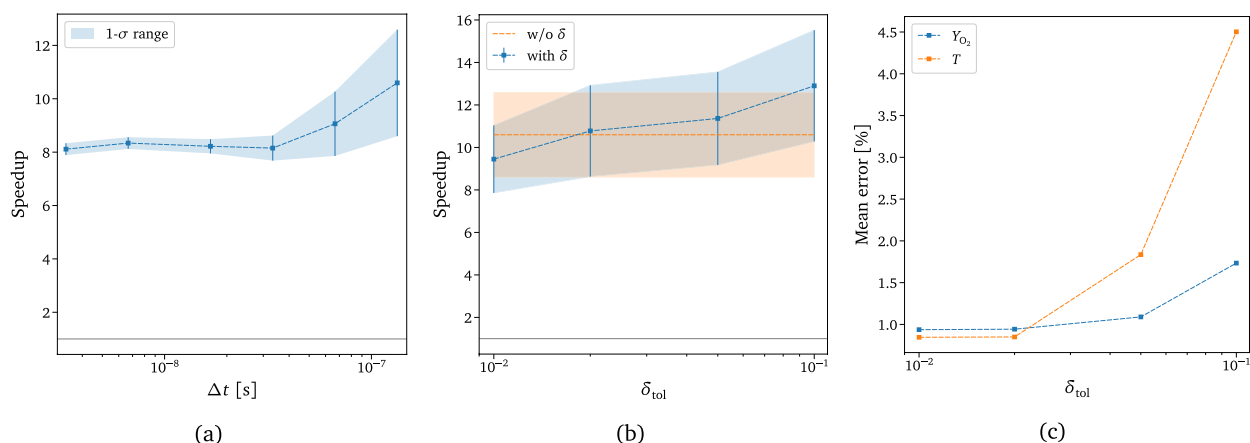 1-σ range
12
10
8
6
4
2
Speedup
10⁻⁸
10⁻⁷
Δt [s]
(a)
w/o δ
with δ
16
14
12
10
8
6
4
2
Speedup
10⁻²
10⁻¹
δtol
(b)
Y_O₂
T
4.5
4.0
3.5
3.0
2.5
2.0
1.5
1.0
Mean error [%]
10⁻²
10⁻¹
δtol
(c)